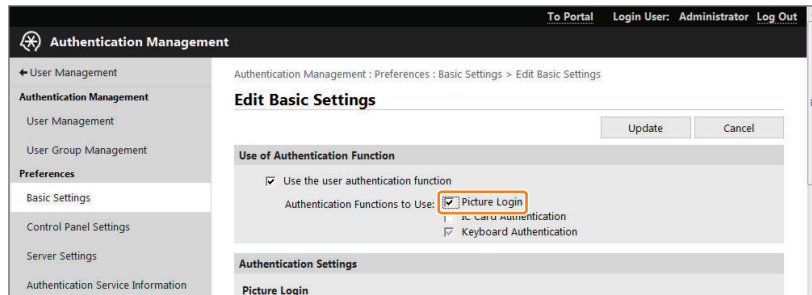 To Portal Login User: Administrator Log Out
Authentication Management
User Management
Authentication Management
User Management
User Group Management
Preferences
Basic Settings
Control Panel Settings
Server Settings
Authentication Service Information
Authentication Management : Preferences : Basic Settings > Edit Basic Settings
Edit Basic Settings
Update Cancel
Use of Authentication Function
Use the user authentication function
Authentication Functions to Use: Picture Login
IC Card Authentication
Keyboard Authentication
Authentication Settings
Picture Login